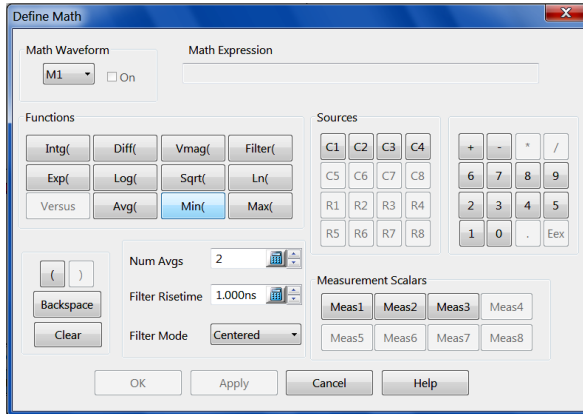 Define Math
Math Waveform
Math Expression
M1
On
Functions
Intg( Diff( Vmag( Filter(
Exp( Log( Sqrt( Ln(
Versus Avg( Min( Max(
Sources
C1 C2 C3 C4
C5 C6 C7 C8
R1 R2 R3 R4
R5 R6 R7 R8
+ - * /
6 7 8 9
2 3 4 5
1 0 . Eex
( )
Backspace
Clear
Num Avgs 2
Filter Risetime 1.000ns
Filter Mode Centered
Measurement Scalars
Meas1 Meas2 Meas3 Meas4
Meas5 Meas6 Meas7 Meas8
OK Apply Cancel Help